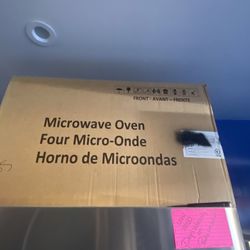 FRONT - AVANT - FRENTE
Microwave Oven
Four Micro-Onde
Horno de Microondas